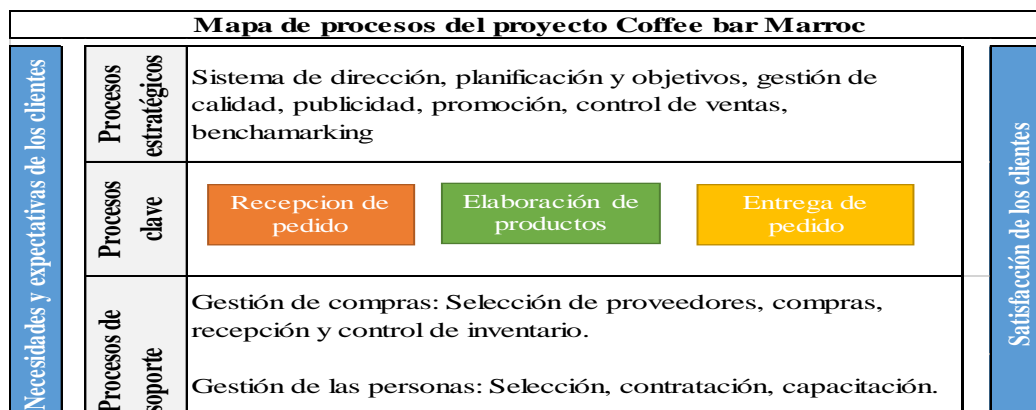 Mapa de procesos del proyecto Coffee bar Marroc
Necesidades y expectativas de los clientes
Procesos
estratégicos
Sistema de dirección, planificación y objetivos, gestión de
calidad, publicidad, promoción, control de ventas,
benchamarking
Procesos
clave
Recepcion de
pedido
Elaboración de
productos
Entrega de
pedido
Procesos de
soporte
Gestión de compras: Selección de proveedores, compras,
recepción y control de inventario.
Gestión de las personas: Selección, contratación, capacitación.
Satisfacción de los clientes